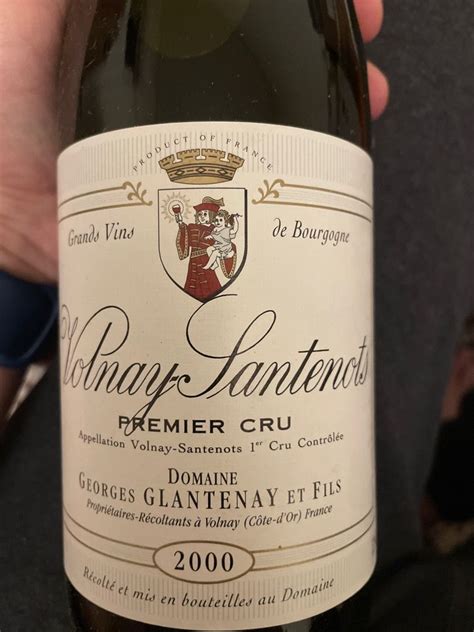 PRODUCT OF FRANCE
Grands Vins de Bourgogne
Volnay-Santenots
PREMIER CRU
Appellation Volnay-Santenots 1er Cru Contrôlée
DOMAINE
GEORGES GLANTENAY ET FILS
Propriétaires-Récoltants à Volnay (Côte-d'Or) France
2000
Récolté et mis en bouteilles au Domaine